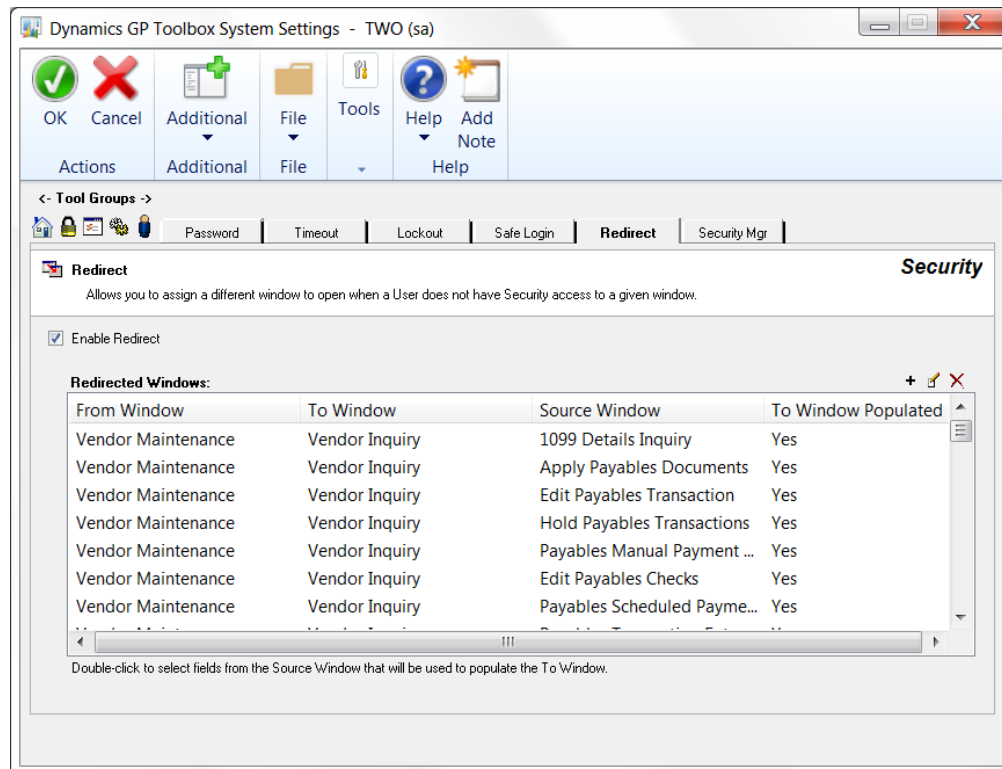 Dynamics GP Toolbox System Settings  -  TWO (sa)
OK Cancel Additional File Tools Help Add Note
Actions Additional File Help
<- Tool Groups ->
Password Timeout Lockout Safe Login Redirect Security Mgr
Redirect Security
Allows you to assign a different window to open when a User does not have Security access to a given window.
Enable Redirect
Redirected Windows:
From Window To Window Source Window To Window Populated
Vendor Maintenance Vendor Inquiry 1099 Details Inquiry Yes
Vendor Maintenance Vendor Inquiry Apply Payables Documents Yes
Vendor Maintenance Vendor Inquiry Edit Payables Transaction Yes
Vendor Maintenance Vendor Inquiry Hold Payables Transactions Yes
Vendor Maintenance Vendor Inquiry Payables Manual Payment ... Yes
Vendor Maintenance Vendor Inquiry Edit Payables Checks Yes
Vendor Maintenance Vendor Inquiry Payables Scheduled Payme... Yes
Double-click to select fields from the Source Window that will be used to populate the To Window.